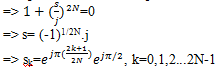 => 1 + (s/j)^2N=0
=> s= (-1)^1/2N.j
=> s_k=e^jπ(2k+1/2N) e^jπ/2, k=0,1,2...2N-1